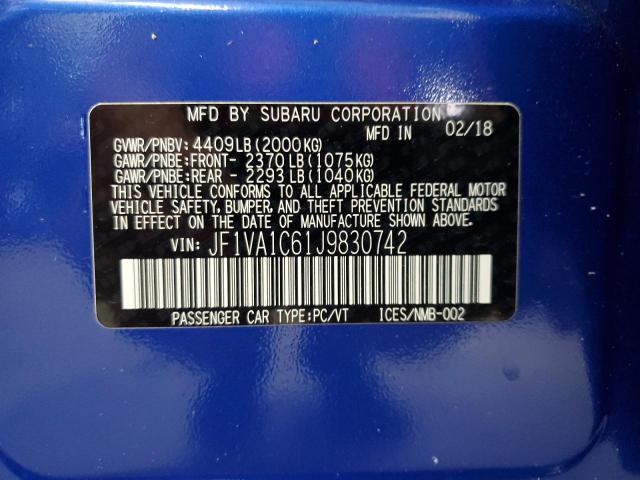 MFD BY SUBARU CORPORATION
MFD IN 02/18
GVWR/PNBV: 4409LB(2000KG)
GAWR/PNBE:FRONT- 2370LB(1075KG)
GAWR/PNBE:REAR - 2293LB(1040KG)
THIS VEHICLE CONFORMS TO ALL APPLICABLE FEDERAL MOTOR
VEHICLE SAFETY, BUMPER, AND THEFT PREVENTION STANDARDS
IN EFFECT ON THE DATE OF MANUFACTURE SHOWN ABOVE.
VIN: JF1VA1C61J9830742
PASSENGER CAR TYPE:PC/VT ICES/NMB-002